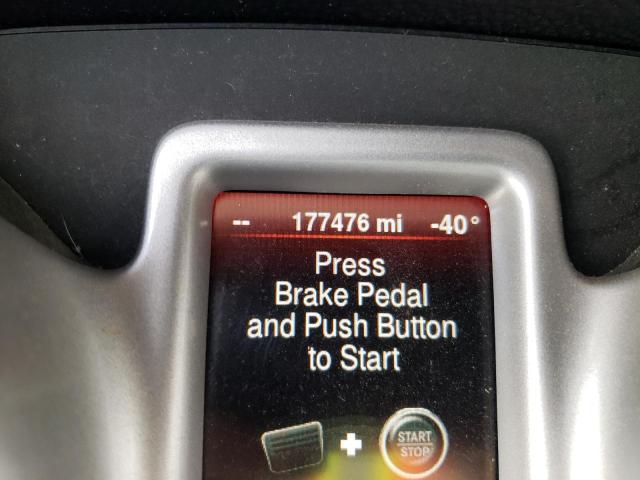 -- 177476 mi -40°
Press
Brake Pedal
and Push Button
to Start
+
START
STOP